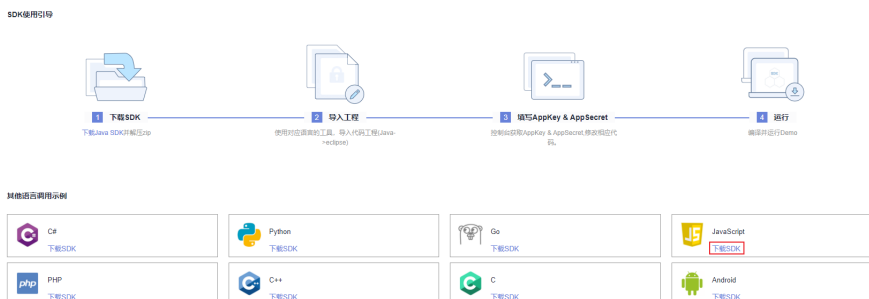 SDK使用引导
1 下载SDK
2 导入工程
3 填写AppKey & AppSecret
4 运行
下载Java SDK并解压zip
使用对应语言的工具，导入代码工程(Java-
>eclipse)
控制台获取AppKey & AppSecret,修改相应代
码。
编译并运行Demo
其他语言调用示例
C#
下载SDK
Python
下载SDK
Go
下载SDK
JS
JavaScript
下载SDK
php
PHP
下载SDK
C++
下载SDK
C
下载SDK
Android
下载SDK